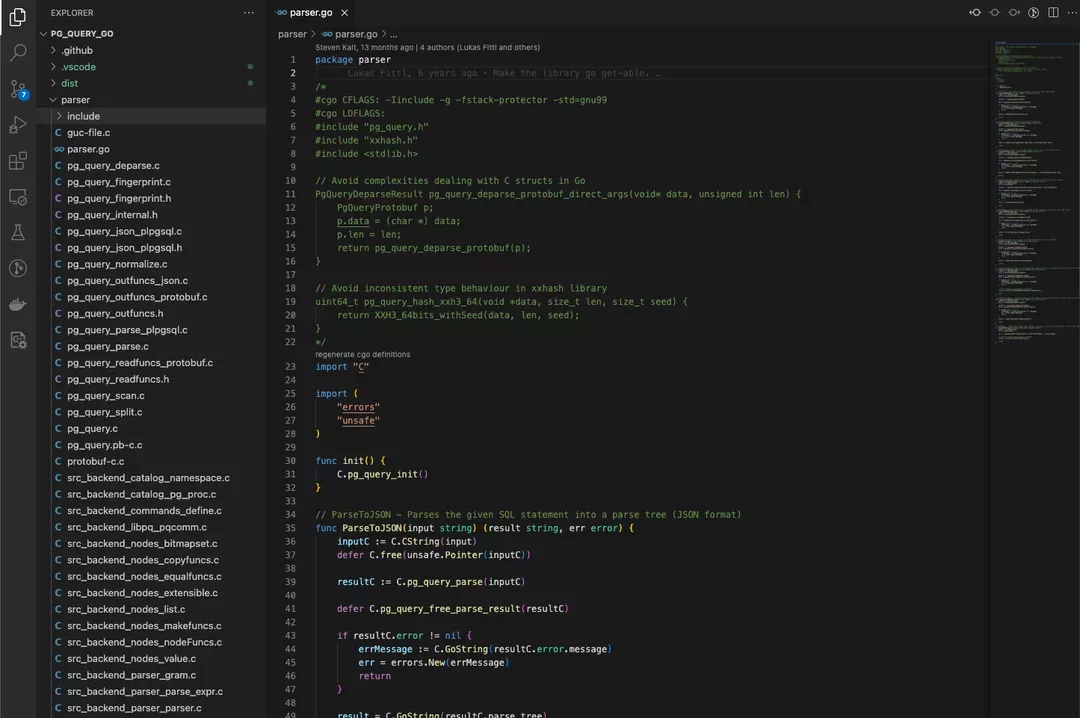 EXPLORER
PG_QUERY_GO
.github
.vscode
dist
parser
include
guc-file.c
parser.go
pg_query_deparse.c
pg_query_fingerprint.c
pg_query_fingerprint.h
pg_query_internal.h
pg_query_json_plpgsql.c
pg_query_json_plpgsql.h
pg_query_normalize.c
pg_query_outfuncs_json.c
pg_query_outfuncs_protobuf.c
pg_query_outfuncs.h
pg_query_parse_plpgsql.c
pg_query_parse.c
pg_query_readfuncs_protobuf.c
pg_query_readfuncs.h
pg_query_scan.c
pg_query_split.c
pg_query.c
pg_query.pb-c.c
protobuf-c.c
src_backend_catalog_namespace.c
src_backend_catalog_pg_proc.c
src_backend_commands_define.c
src_backend_libpq_pqcomm.c
src_backend_nodes_bitmapset.c
src_backend_nodes_copyfuncs.c
src_backend_nodes_equalfuncs.c
src_backend_nodes_extensible.c
src_backend_nodes_list.c
src_backend_nodes_makefuncs.c
src_backend_nodes_nodeFuncs.c
src_backend_nodes_value.c
src_backend_parser_gram.c
src_backend_parser_parse_expr.c
src_backend_parser_parser.c
7
parser.go
parser > parser.go > ...
Steven Kalt, 13 months ago | 4 authors (Lukas Fittl and others)
1 package parser
2 Lukas Fittl, 6 years ago • Make the library go get-able. …
3 /*
4 #cgo CFLAGS: -Iinclude -g -fstack-protector -std=gnu99
5 #cgo LDFLAGS:
6 #include "pg_query.h"
7 #include "xxhash.h"
8 #include <stdlib.h>
9
10 // Avoid complexities dealing with C structs in Go
11 PgQueryDeparseResult pg_query_deparse_protobuf_direct_args(void* data, unsigned int len) {
12 PgQueryProtobuf p;
13 p.data = (char *) data;
14 p.len = len;
15 return pg_query_deparse_protobuf(p);
16 }
17
18 // Avoid inconsistent type behaviour in xxhash library
19 uint64_t pg_query_hash_xxh3_64(void *data, size_t len, size_t seed) {
20 return XXH3_64bits_withSeed(data, len, seed);
21 }
22 */
regenerate cgo definitions
23 import "C"
24
25 import (
26 "errors"
27 "unsafe"
28 )
29
30 func init() {
31 C.pg_query_init()
32 }
33
34 // ParseToJSON - Parses the given SQL statement into a parse tree (JSON format)
35 func ParseToJSON(input string) (result string, err error) {
36 inputC := C.CString(input)
37 defer C.free(unsafe.Pointer(inputC))
38
39 resultC := C.pg_query_parse(inputC)
40
41 defer C.pg_query_free_parse_result(resultC)
42
43 if resultC.error != nil {
44 errMessage := C.GoString(resultC.error.message)
45 err = errors.New(errMessage)
46 return
47 }
48
49 result = C.GoString(resultC.parse_tree)